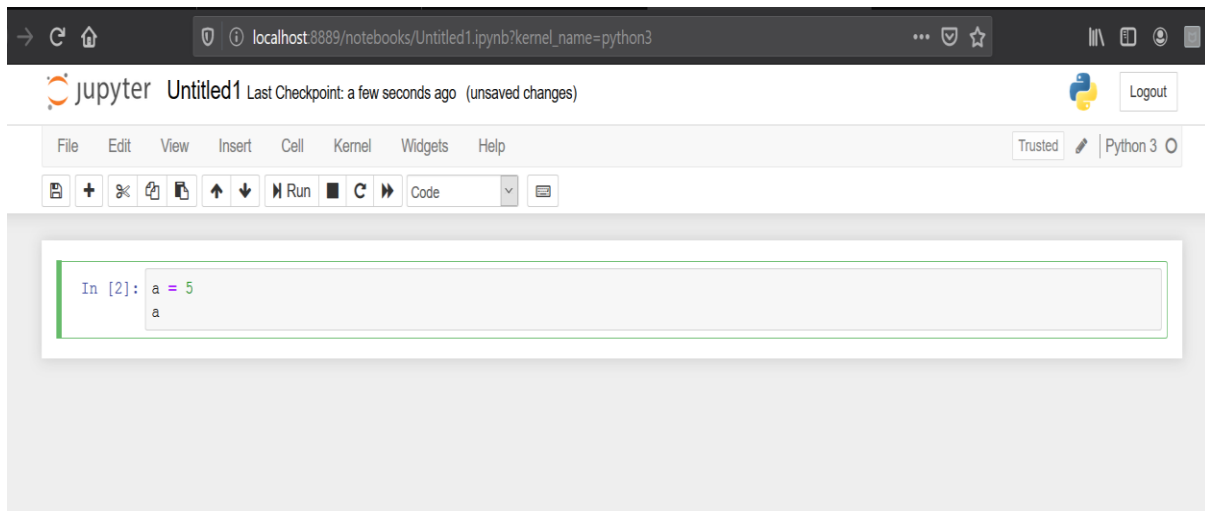 localhost:8889/notebooks/Untitled1.ipynb?kernel_name=python3
jupyter Untitled1 Last Checkpoint: a few seconds ago (unsaved changes) Logout
File Edit View Insert Cell Kernel Widgets Help Trusted Python 3
Run Code
In [2]: a = 5
a